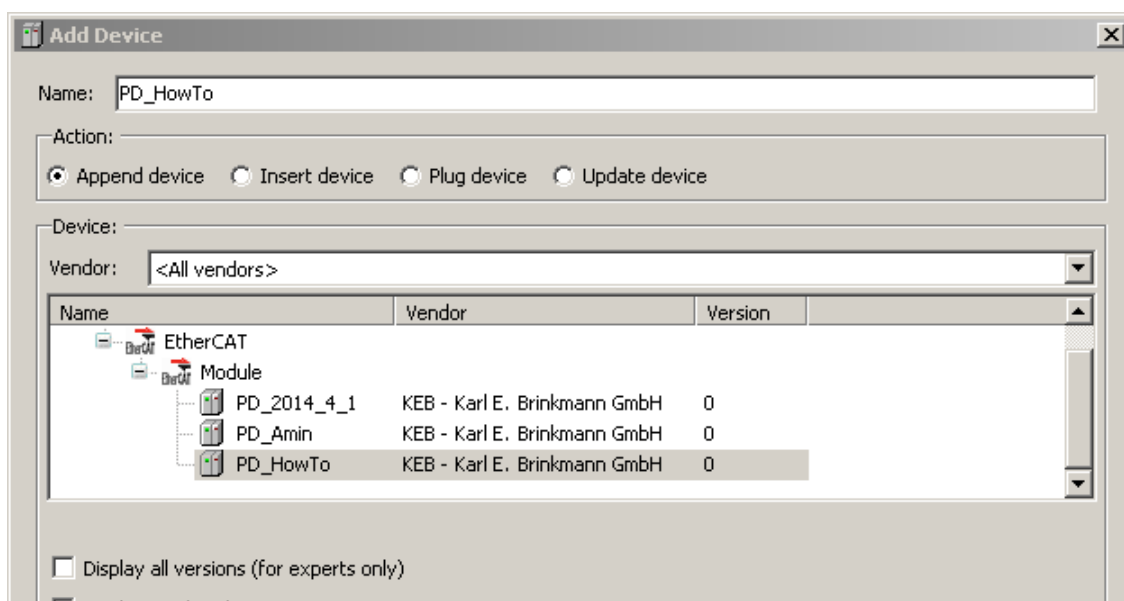 Add Device
Name: PD_HowTo
Action:
Append device Insert device Plug device Update device
Device:
Vendor: <All vendors>
Name Vendor Version
EtherCAT
Module
PD_2014_4_1 KEB - Karl E. Brinkmann GmbH 0
PD_Amin KEB - Karl E. Brinkmann GmbH 0
PD_HowTo KEB - Karl E. Brinkmann GmbH 0
Display all versions (for experts only)